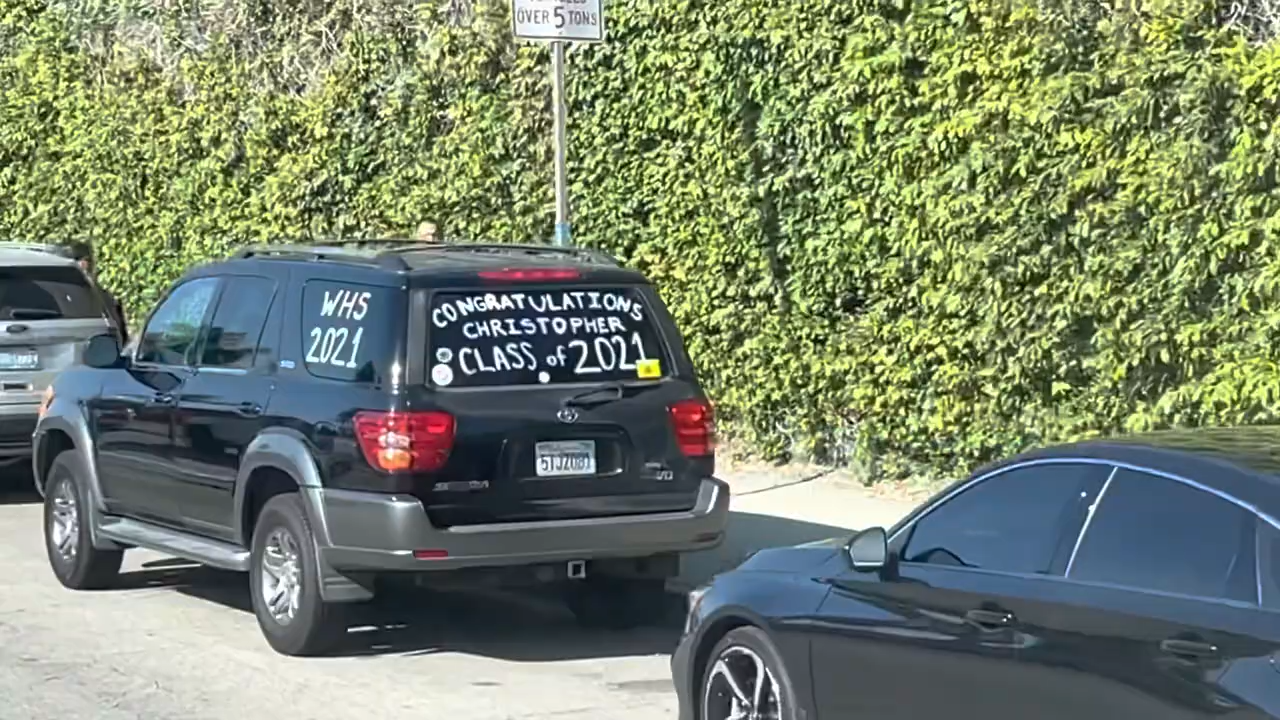 OVER 5 TONS
WHS
2021
CONGRATULATIONS
CHRISTOPHER
CLASS of 2021